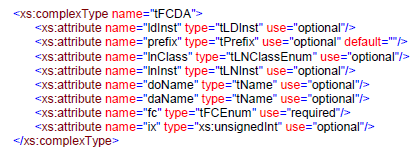 <xs:complexType name="tFCDA">
<xs:attribute name="ldInst" type="tLDInst" use="optional"/>
<xs:attribute name="prefix" type="tPrefix" use="optional" default=""/>
<xs:attribute name="lnClass" type="tLNClassEnum" use="optional"/>
<xs:attribute name="lnInst" type="tLNInst" use="optional"/>
<xs:attribute name="doName" type="tName" use="optional"/>
<xs:attribute name="daName" type="tName" use="optional"/>
<xs:attribute name="fc" type="tFCEnum" use="required"/>
<xs:attribute name="ix" type="xs:unsignedInt" use="optional"/>
</xs:complexType>